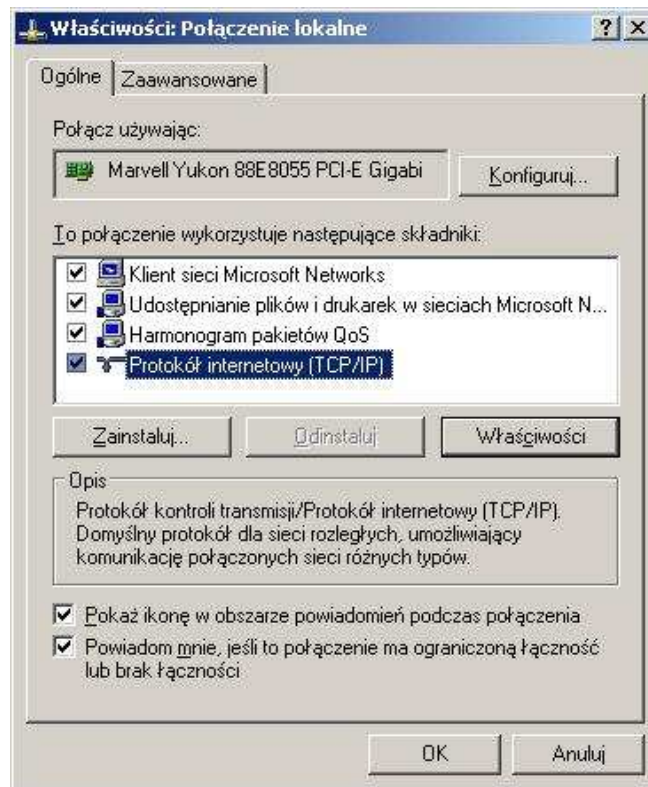 Właściwości: Połączenie lokalne
Ogólne Zaawansowane
Połącz używając:
Marvell Yukon 88E8055 PCI-E Gigabi Konfiguruj...
To połączenie wykorzystuje następujące składniki:
Klient sieci Microsoft Networks
Udostępnianie plików i drukarek w sieciach Microsoft N...
Harmonogram pakietów QoS
Protokół internetowy (TCP/IP)
Zainstaluj... Odinstaluj Właściwości
Opis
Protokół kontroli transmisji/Protokół internetowy (TCP/IP).
Domyślny protokół dla sieci rozległych, umożliwiający
komunikację połączonych sieci różnych typów.
Pokaż ikonę w obszarze powiadomień podczas połączenia
Powiadom mnie, jeśli to połączenie ma ograniczoną łączność
lub brak łączności
OK Anuluj